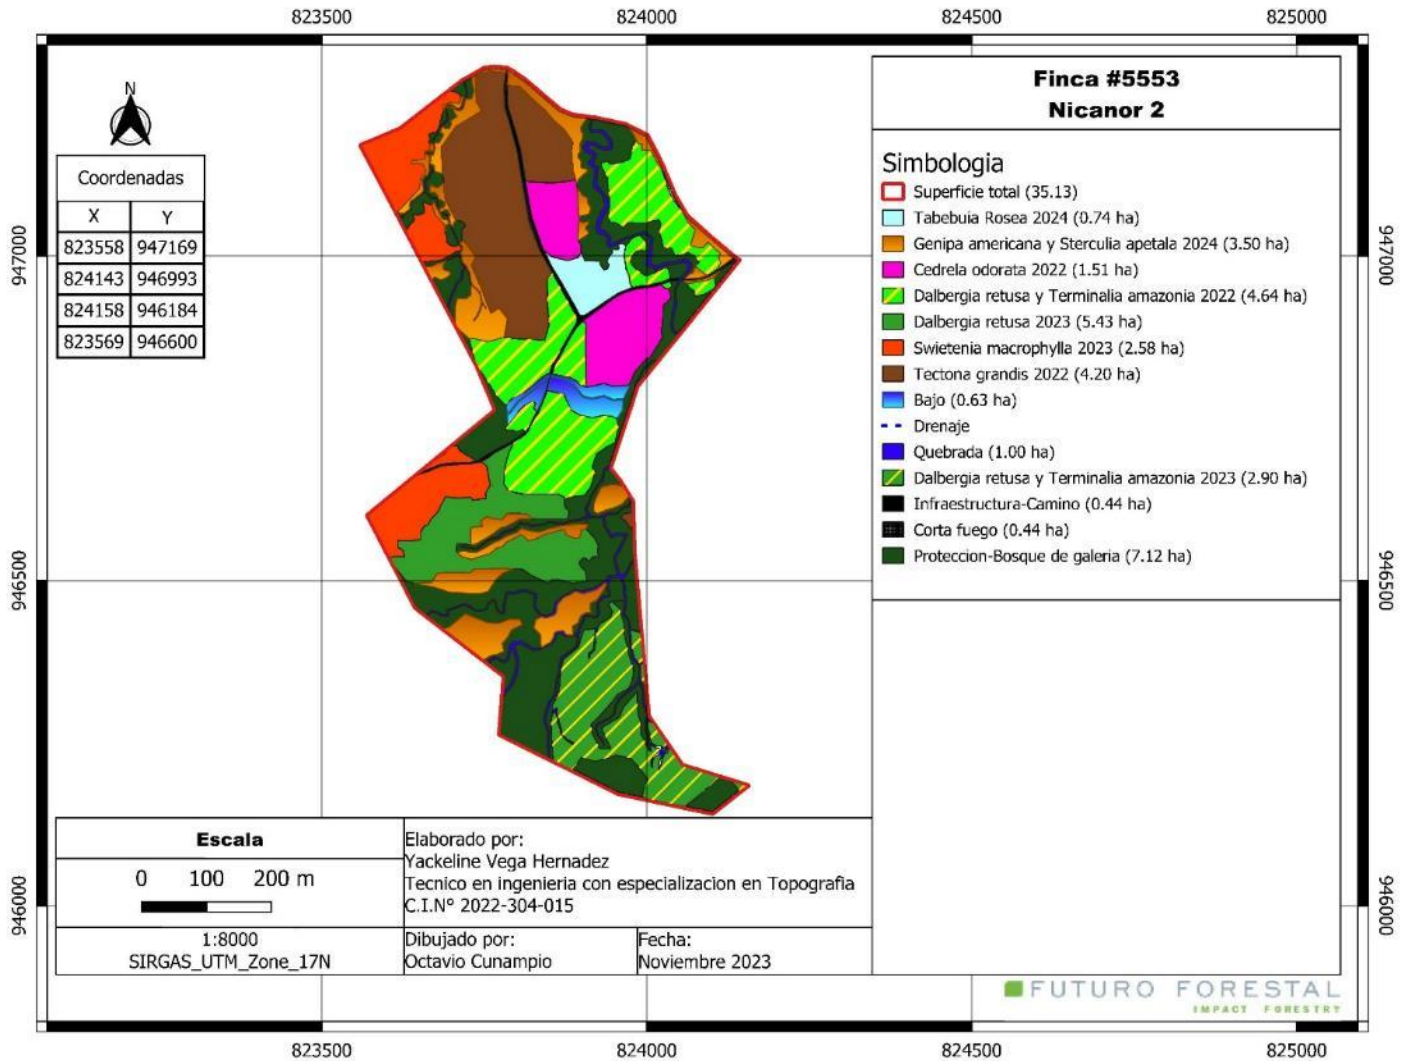 823500 824000 824500 825000
N
Coordenadas
X Y
823558 947169
824143 946993
824158 946184
823569 946600
947000
946500
946000
Finca #5553
Nicanor 2
Simbologia
Superficie total (35.13)
Tabebuia Rosea 2024 (0.74 ha)
Genipa americana y Sterculia apetala 2024 (3.50 ha)
Cedrela odorata 2022 (1.51 ha)
Dalbergia retusa y Terminalia amazonia 2022 (4.64 ha)
Dalbergia retusa 2023 (5.43 ha)
Swietenia macrophylla 2023 (2.58 ha)
Tectona grandis 2022 (4.20 ha)
Bajo (0.63 ha)
Drenaje
Quebrada (1.00 ha)
Dalbergia retusa y Terminalia amazonia 2023 (2.90 ha)
Infraestructura-Camino (0.44 ha)
Corta fuego (0.44 ha)
Proteccion-Bosque de galeria (7.12 ha)
947000
946500
946000
Escala
0 100 200 m
1:8000
SIRGAS_UTM_Zone_17N
Elaborado por:
Yackeline Vega Hernadez
Tecnico en ingenieria con especializacion en Topografia
C.I.N° 2022-304-015
Dibujado por:
Octavio Cunampio
Fecha:
Noviembre 2023
FUTURO FORESTAL
IMPACT FORESTRY
823500 824000 824500 825000